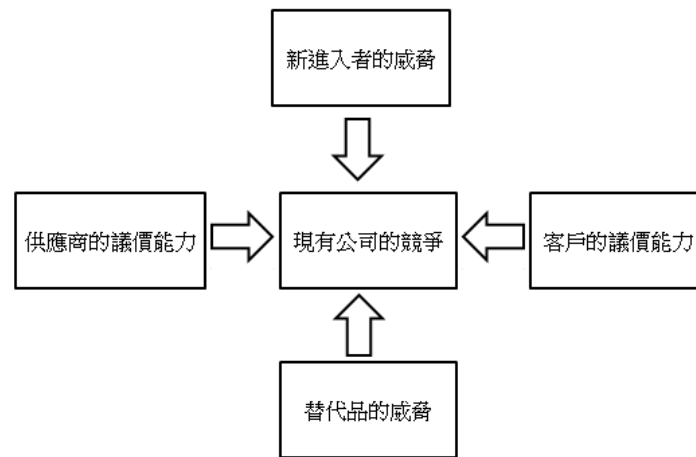 新進入者的威脅
供應商的議價能力
現有公司的競爭
客戶的議價能力
替代品的威脅